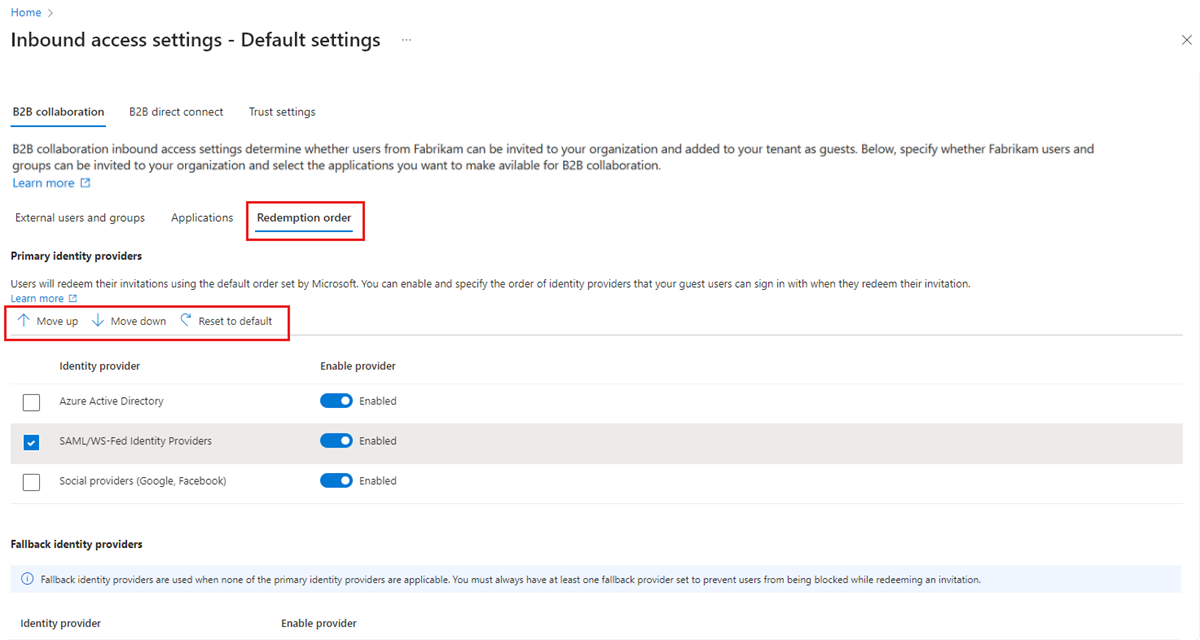 Home
Inbound access settings - Default settings ...
B2B collaboration B2B direct connect Trust settings
B2B collaboration inbound access settings determine whether users from Fabrikam can be invited to your organization and added to your tenant as guests. Below, specify whether Fabrikam users and
groups can be invited to your organization and select the applications you want to make avilable for B2B collaboration.
Learn more
External users and groups Applications Redemption order
Primary identity providers
Users will redeem their invitations using the default order set by Microsoft. You can enable and specify the order of identity providers that your guest users can sign in with when they redeem their invitation.
Learn more
Move up Move down Reset to default
Identity provider Enable provider
Azure Active Directory Enabled
SAML/WS-Fed Identity Providers Enabled
Social providers (Google, Facebook) Enabled
Fallback identity providers
Fallback identity providers are used when none of the primary identity providers are applicable. You must always have at least one fallback provider set to prevent users from being blocked while redeeming an invitation.
Identity provider Enable provider